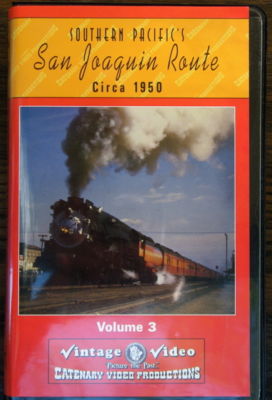 SOUTHERN PACIFIC'S
San Joaquin Route
Circa 1950
Volume 3
Vintage Video
Picture the Past
CATENARY VIDEO PRODUCTIONS